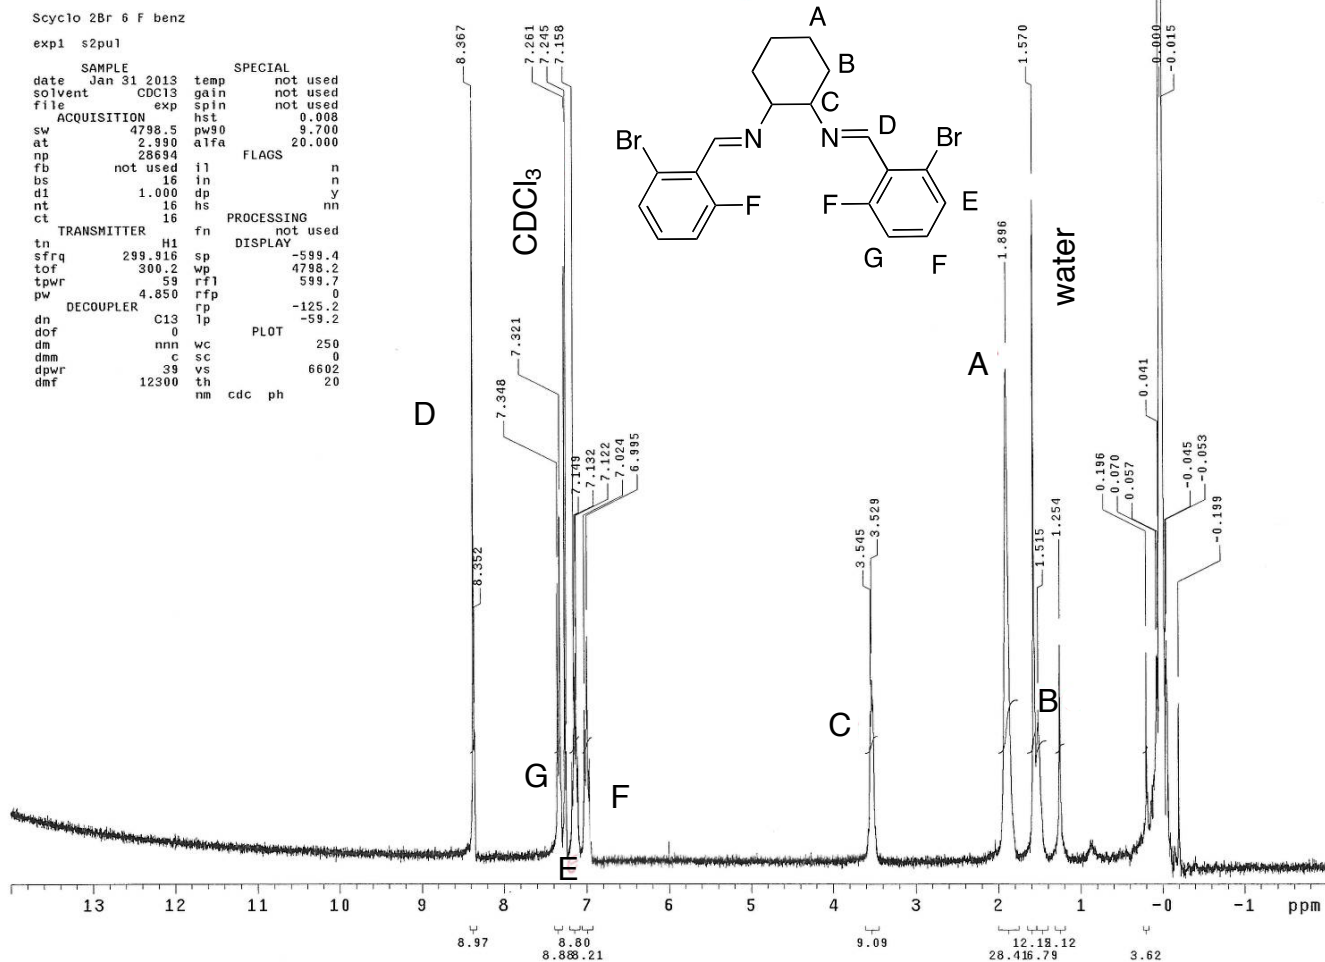 Scyclo 2Br 6 F benz
exp1 s2pul
SAMPLE
date Jan 31 2013
solvent CDCl3
file exp
ACQUISITION
sw 4798.5
at 2.990
np 28694
fb not used
bs 16
d1 1.000
nt 16
ct 16
TRANSMITTER
tn H1
sfrq 299.916
tof 300.2
tpwr 59
pw 4.850
DECOUPLER
dn C13
dof 0
dm nnn
dmm c
dpwr 39
dmf 12300
SPECIAL
temp not used
gain not used
spin not used
hst 0.008
pw90 9.700
alfa 20.000
FLAGS
il n
in n
dp y
hs nn
PROCESSING
fn not used
DISPLAY
sp -599.4
wp 4798.2
rfl 599.7
rfp 0
rp -125.2
lp -59.2
PLOT
wc 250
sc 0
vs 6602
th 20
nm cdc ph
8.367
8.352
7.348
7.321
7.261
7.245
7.158
7.149
7.132
7.122
7.024
6.995
3.545
3.529
1.896
1.570
1.515
1.254
0.196
0.070
0.057
0.041
0.000
-0.015
-0.045
-0.053
-0.199
CDCl3
water
A
B
C
D
Br
N
N
Br
F
F
E
G
F
D
G
E
F
C
A
B
13 12 11 10 9 8 7 6 5 4 3 2 1 -0 -1 ppm
8.97
8.80
9.09
3.62